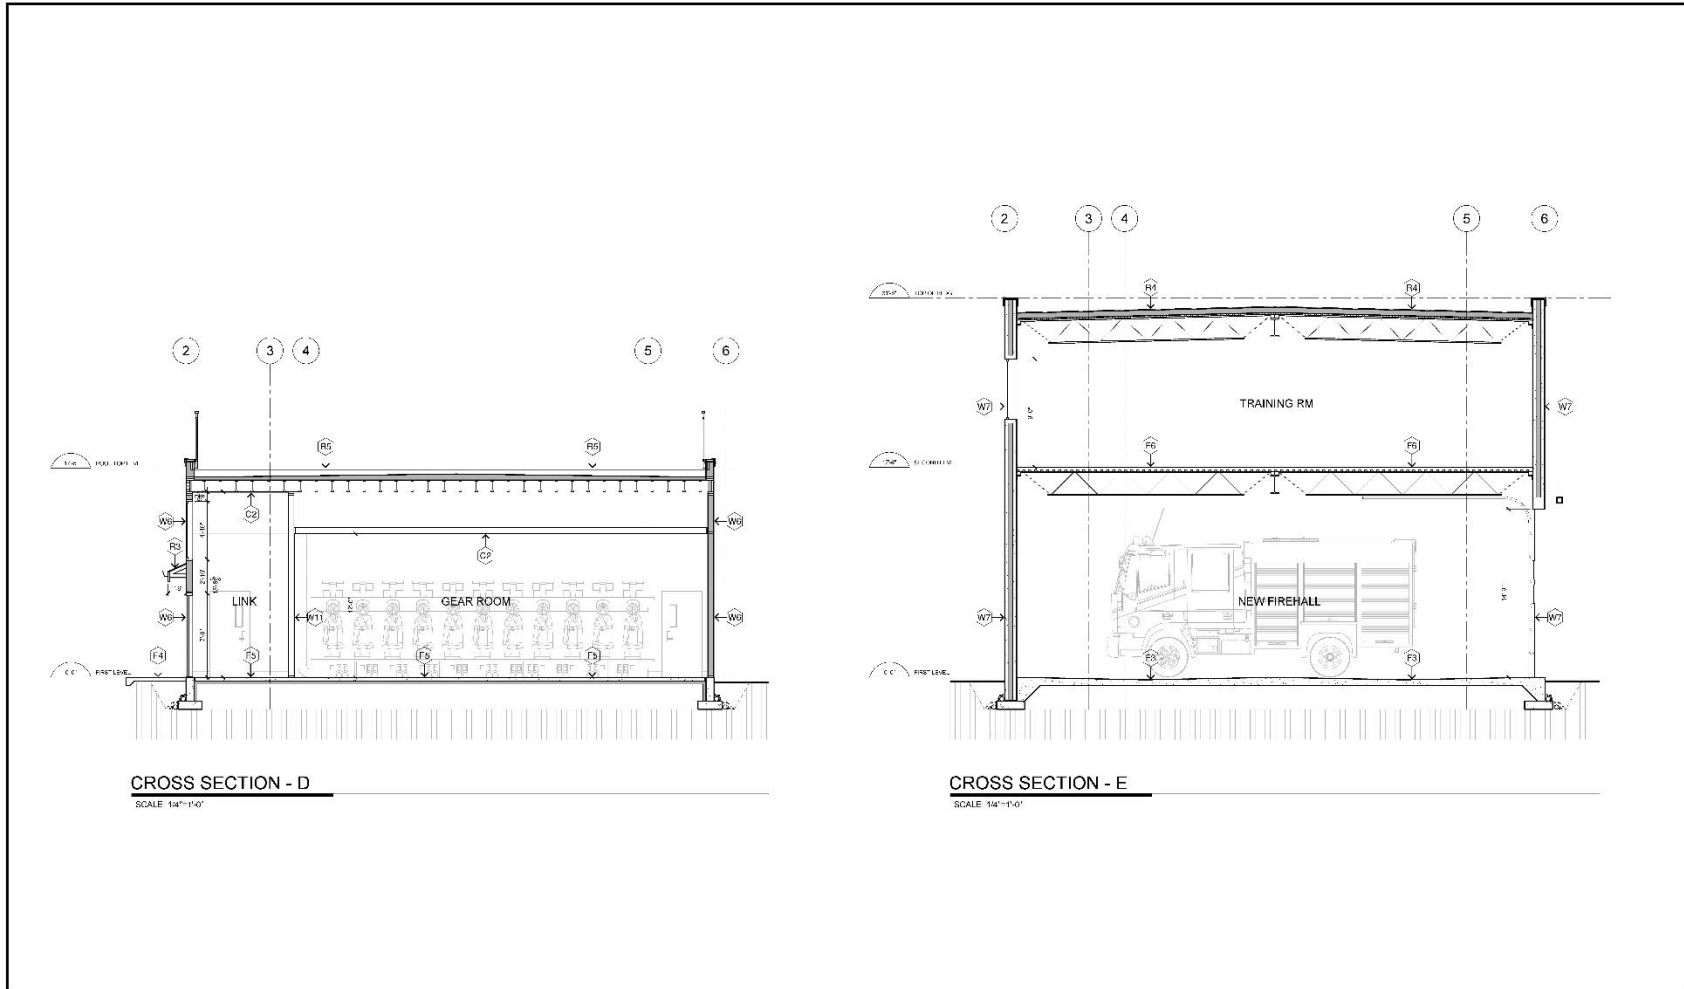 2
3
4
5
6
R4
R4
2
3
4
5
6
W7
TRAINING RM
W7
R5
R5
F6
F6
C2
W6
W6
R3
C2
LINK
GEAR ROOM
NEW FIREHALL
W6
W11
W6
W7
W7
7'-8"
F4
F5
F5
F5
F3
F3
FIRST LEVEL
FIRST LEVEL
CROSS SECTION - D
SCALE: 1/4"=1'-0"
CROSS SECTION - E
SCALE: 1/4"=1'-0"